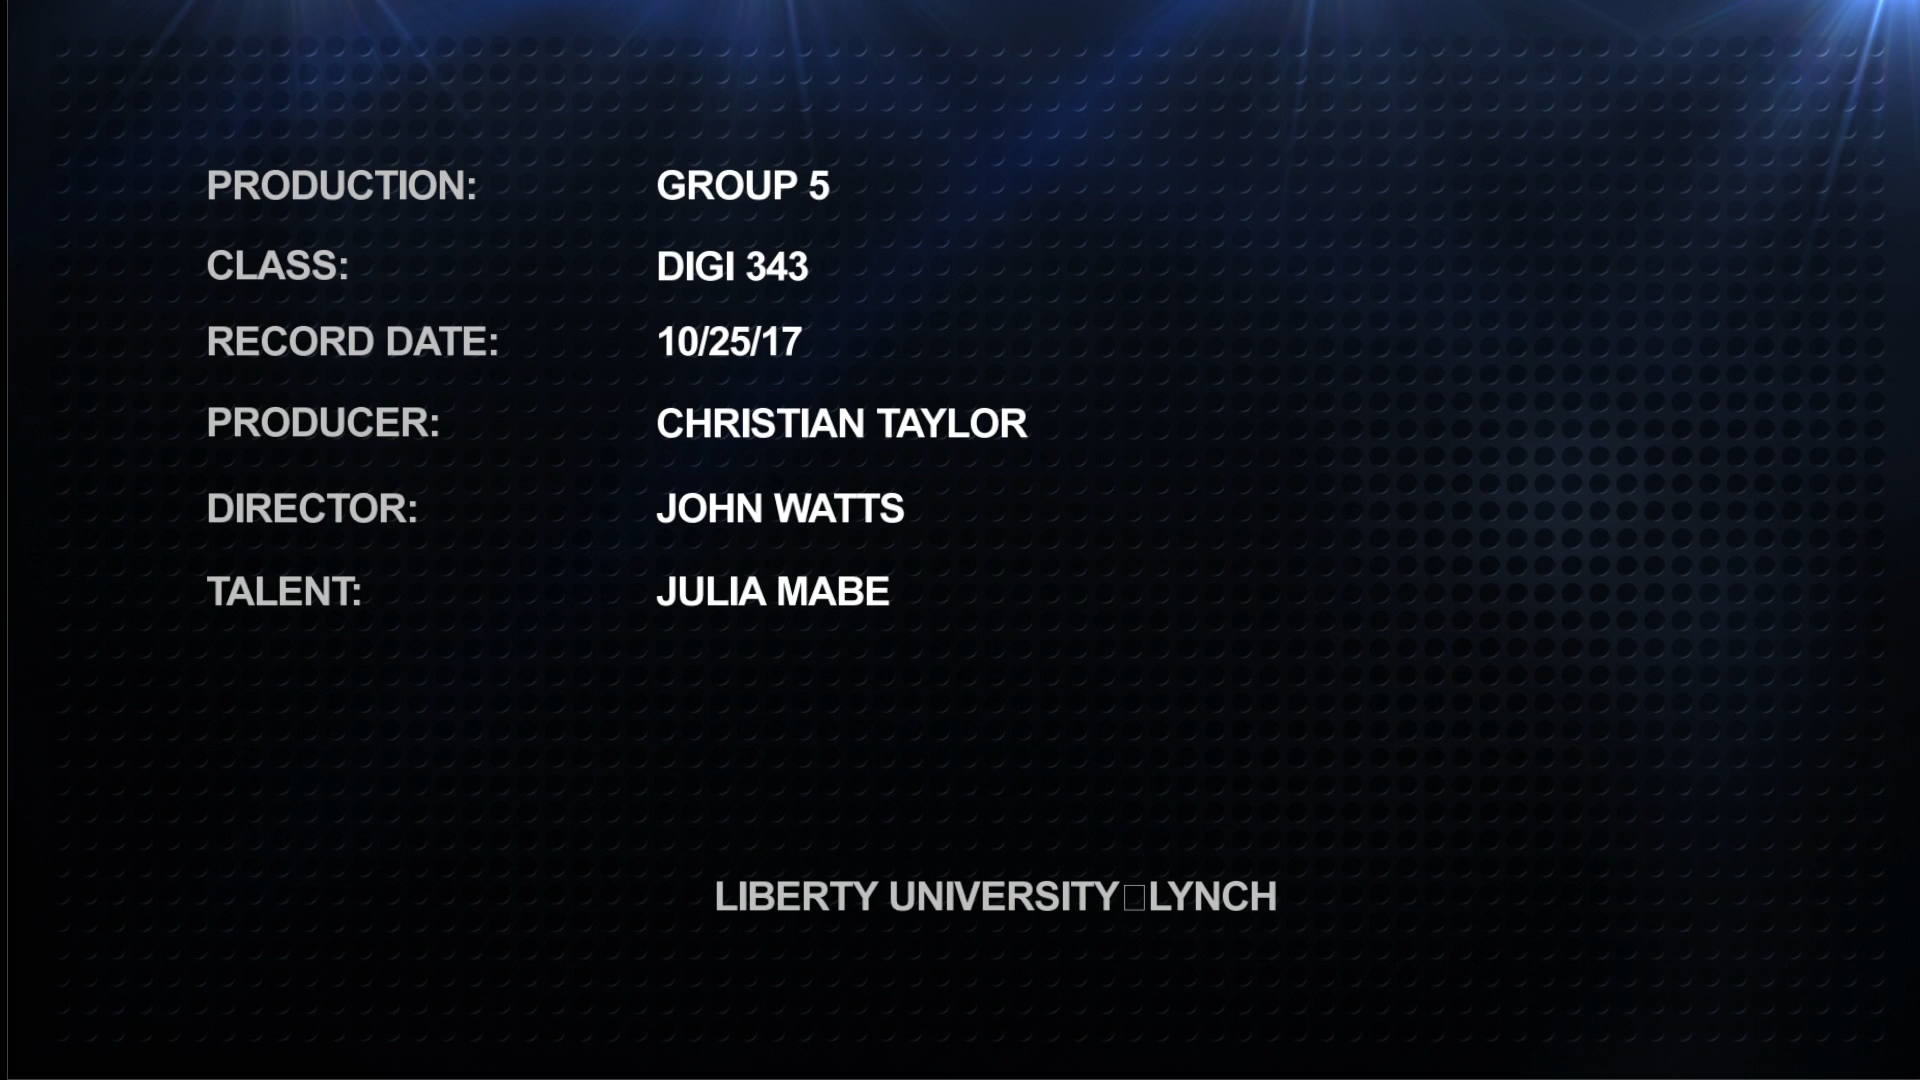 PRODUCTION: GROUP 5
CLASS: DIGI 343
RECORD DATE: 10/25/17
PRODUCER: CHRISTIAN TAYLOR
DIRECTOR: JOHN WATTS
TALENT: JULIA MABE
LIBERTY UNIVERSITY□LYNCH